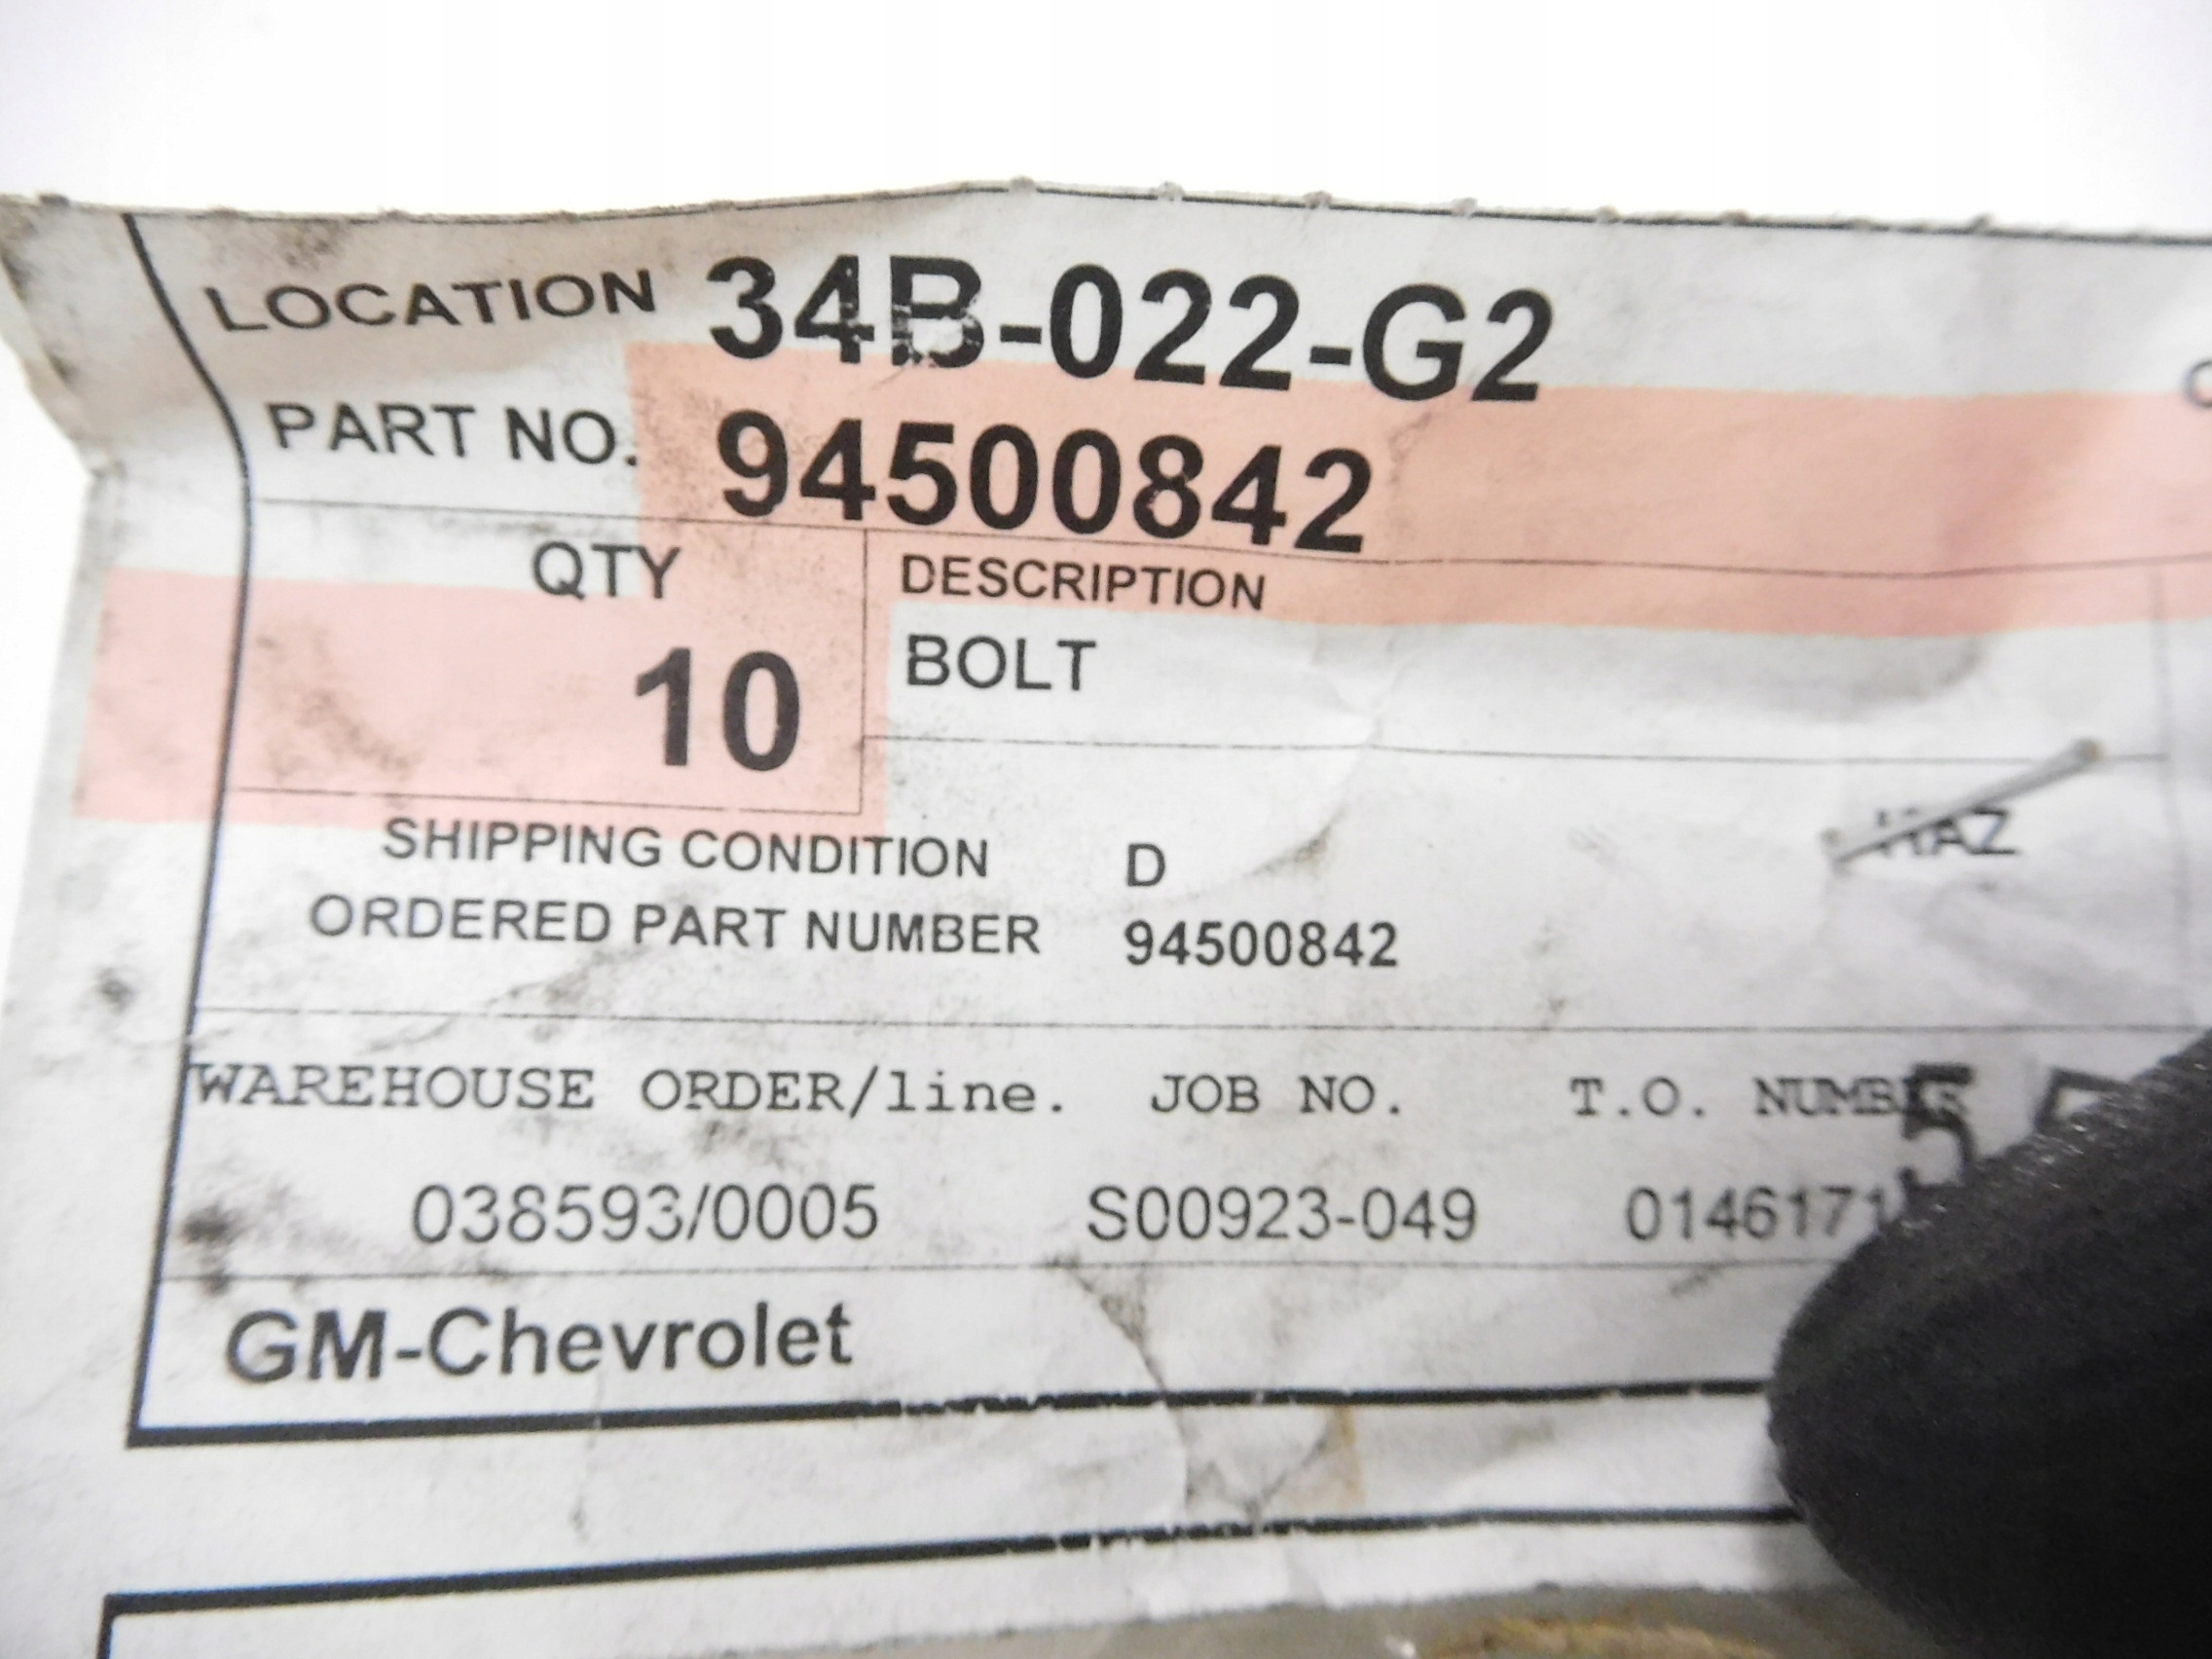 LOCATION 34B-022-G2
PART NO. 94500842
QTY DESCRIPTION
10 BOLT
SHIPPING CONDITION D HAZ
ORDERED PART NUMBER 94500842
WAREHOUSE ORDER/line. JOB NO. T.O.
038593/0005 S00923-049
GM-Chevrolet